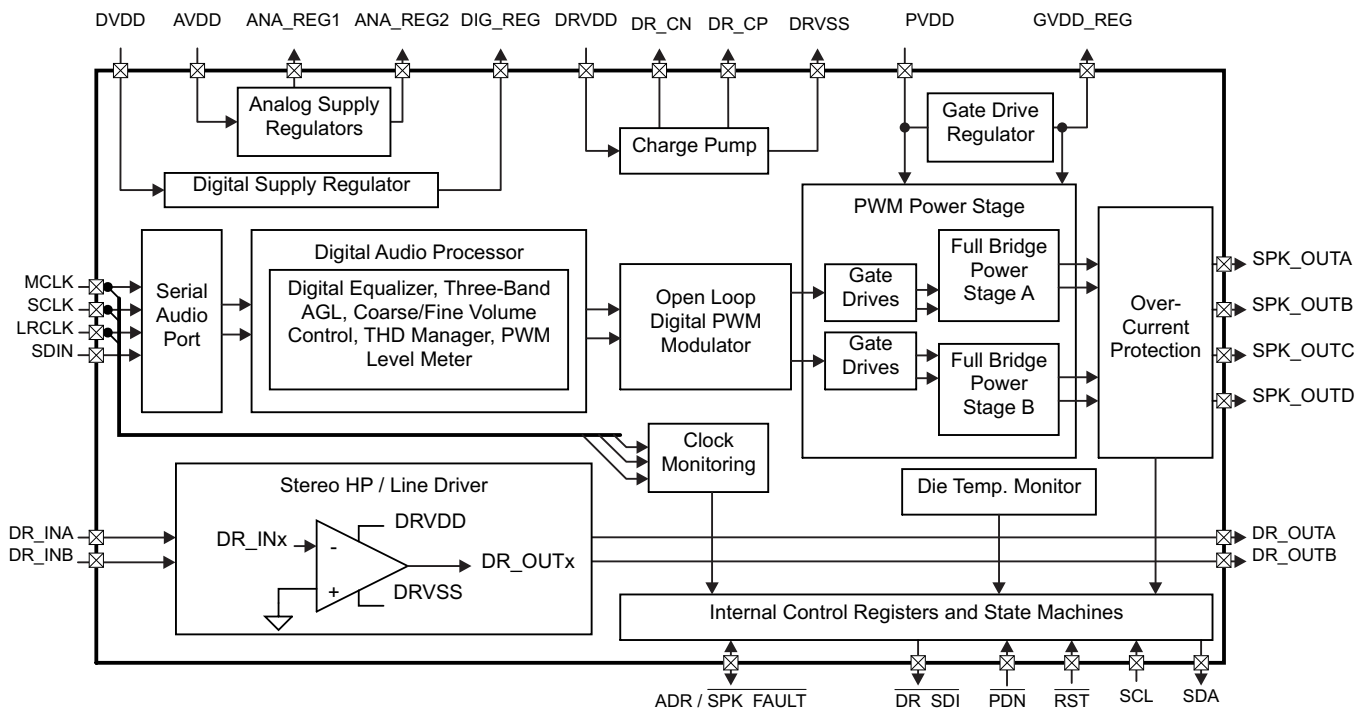 DVDD
AVDD
ANA_REG1
ANA_REG2
DIG_REG
DRVDD
DR_CN
DR_CP
DRVSS
PVDD
GVDD_REG
Analog Supply
Regulators
Charge Pump
Gate Drive
Regulator
Digital Supply Regulator
MCLK
SCLK
LRCLK
SDIN
Serial
Audio
Port
Digital Audio Processor
Digital Equalizer, Three-Band
AGL, Coarse/Fine Volume
Control, THD Manager, PWM
Level Meter
Open Loop
Digital PWM
Modulator
PWM Power Stage
Gate
Drives
Full Bridge
Power
Stage A
Gate
Drives
Full Bridge
Power
Stage B
Over-
Current
Protection
SPK_OUTA
SPK_OUTB
SPK_OUTC
SPK_OUTD
Clock
Monitoring
Die Temp. Monitor
Stereo HP / Line Driver
DR_INA
DR_INB
DR_INx
-
+
DRVDD
DRVSS
DR_OUTx
DR_OUTA
DR_OUTB
Internal Control Registers and State Machines
ADR / SPK_FAULT
DR_SDI
PDN
RST
SCL
SDA